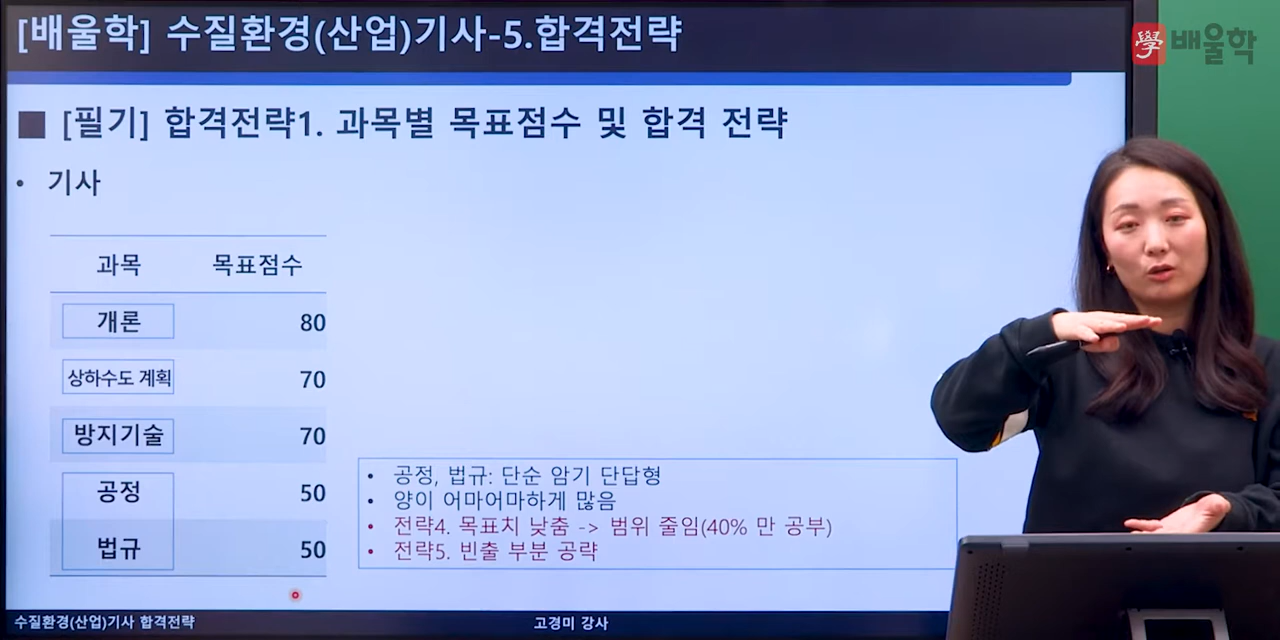 [배울학] 수질환경(산업)기사-5.합격전략
學 배울학
■ [필기] 합격전략1. 과목별 목표점수 및 합격 전략
• 기사
과목 목표점수
개론 80
상하수도 계획 70
방지기술 70
공정 50
법규 50
• 공정, 법규: 단순 암기 단답형
• 양이 어마어마하게 많음
• 전략4. 목표치 낮춤 -> 범위 줄임(40% 만 공부)
• 전략5. 빈출 부분 공략
수질환경(산업)기사 합격전략
고경미 강사